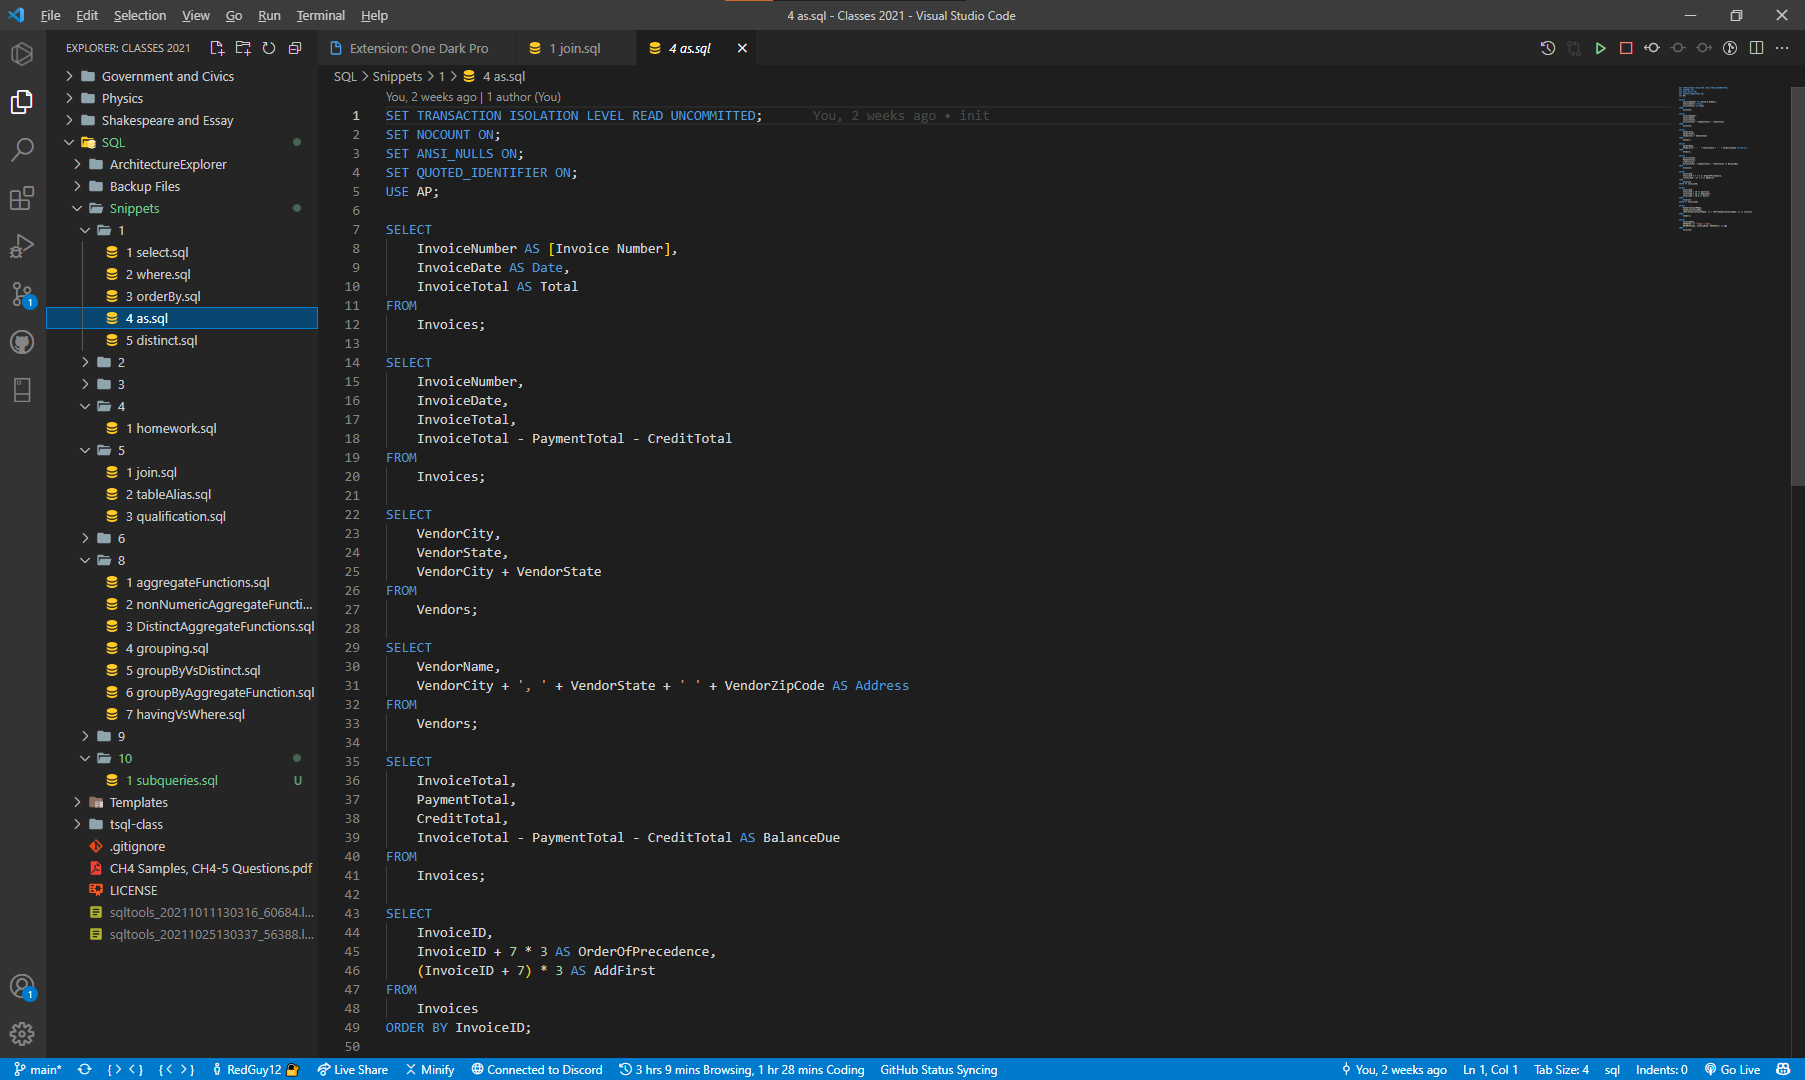 File Edit Selection View Go Run Terminal Help
4 as.sql - Classes 2021 - Visual Studio Code
EXPLORER: CLASSES 2021
Government and Civics
Physics
Shakespeare and Essay
SQL
ArchitectureExplorer
Backup Files
Snippets
1
1 select.sql
2 where.sql
3 orderBy.sql
4 as.sql
5 distinct.sql
2
3
4
1 homework.sql
5
1 join.sql
2 tableAlias.sql
3 qualification.sql
6
8
1 aggregateFunctions.sql
2 nonNumericAggregateFuncti...
3 DistinctAggregateFunctions.sql
4 grouping.sql
5 groupByVsDistinct.sql
6 groupByAggregateFunction.sql
7 havingVsWhere.sql
9
10
1 subqueries.sql U
Templates
tsql-class
.gitignore
CH4 Samples, CH4-5 Questions.pdf
LICENSE
sqltools_20211011130316_60684.l...
sqltools_20211025130337_56388.l...
1
1
Extension: One Dark Pro
1 join.sql
4 as.sql
SQL > Snippets > 1 > 4 as.sql
You, 2 weeks ago | 1 author (You)
1 SET TRANSACTION ISOLATION LEVEL READ UNCOMMITTED; You, 2 weeks ago • init
2 SET NOCOUNT ON;
3 SET ANSI_NULLS ON;
4 SET QUOTED_IDENTIFIER ON;
5 USE AP;
6
7 SELECT
8 InvoiceNumber AS [Invoice Number],
9 InvoiceDate AS Date,
10 InvoiceTotal AS Total
11 FROM
12 Invoices;
13
14 SELECT
15 InvoiceNumber,
16 InvoiceDate,
17 InvoiceTotal,
18 InvoiceTotal - PaymentTotal - CreditTotal
19 FROM
20 Invoices;
21
22 SELECT
23 VendorCity,
24 VendorState,
25 VendorCity + VendorState
26 FROM
27 Vendors;
28
29 SELECT
30 VendorName,
31 VendorCity + ', ' + VendorState + ' ' + VendorZipCode AS Address
32 FROM
33 Vendors;
34
35 SELECT
36 InvoiceTotal,
37 PaymentTotal,
38 CreditTotal,
39 InvoiceTotal - PaymentTotal - CreditTotal AS BalanceDue
40 FROM
41 Invoices;
42
43 SELECT
44 InvoiceID,
45 InvoiceID + 7 * 3 AS OrderOfPrecedence,
46 (InvoiceID + 7) * 3 AS AddFirst
47 FROM
48 Invoices
49 ORDER BY InvoiceID;
50
main* { > < } { < > } RedGuy12 Live Share Minify Connected to Discord 3 hrs 9 mins Browsing, 1 hr 28 mins Coding GitHub Status Syncing You, 2 weeks ago Ln 1, Col 1 Tab Size: 4 sql Indents: 0 Go Live